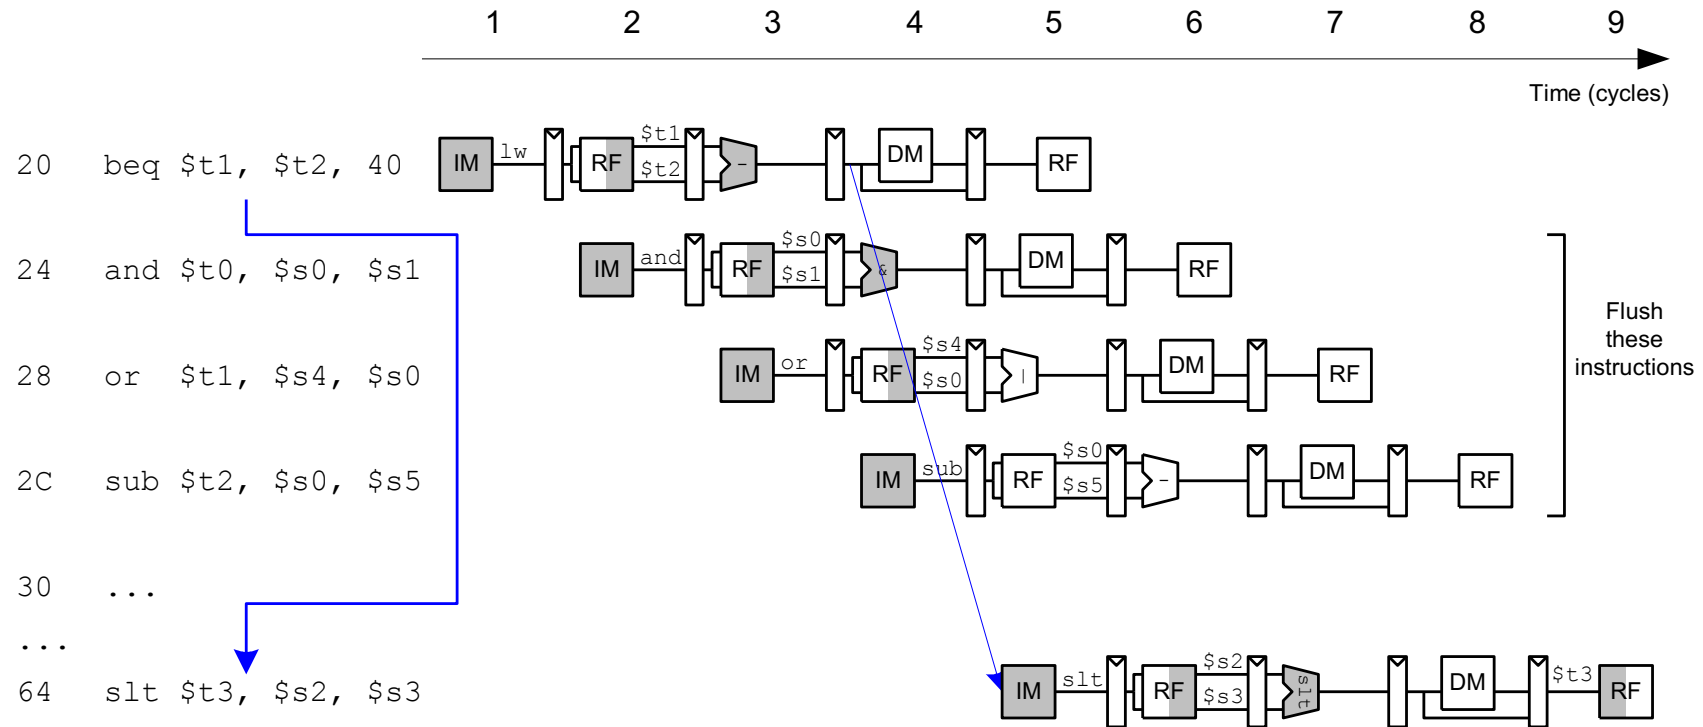 1 2 3 4 5 6 7 8 9
Time (cycles)
20 beq $t1, $t2, 40
IM lw RF $t1 $t2 - DM RF
24 and $t0, $s0, $s1
IM and RF $s0 $s1 & DM RF
28 or $t1, $s4, $s0
IM or RF $s4 $s0 | DM RF
2C sub $t2, $s0, $s5
IM sub RF $s0 $s5 - DM RF
Flush
these
instructions
30 ...
...
64 slt $t3, $s2, $s3
IM slt RF $s2 $s3 slt DM $t3 RF